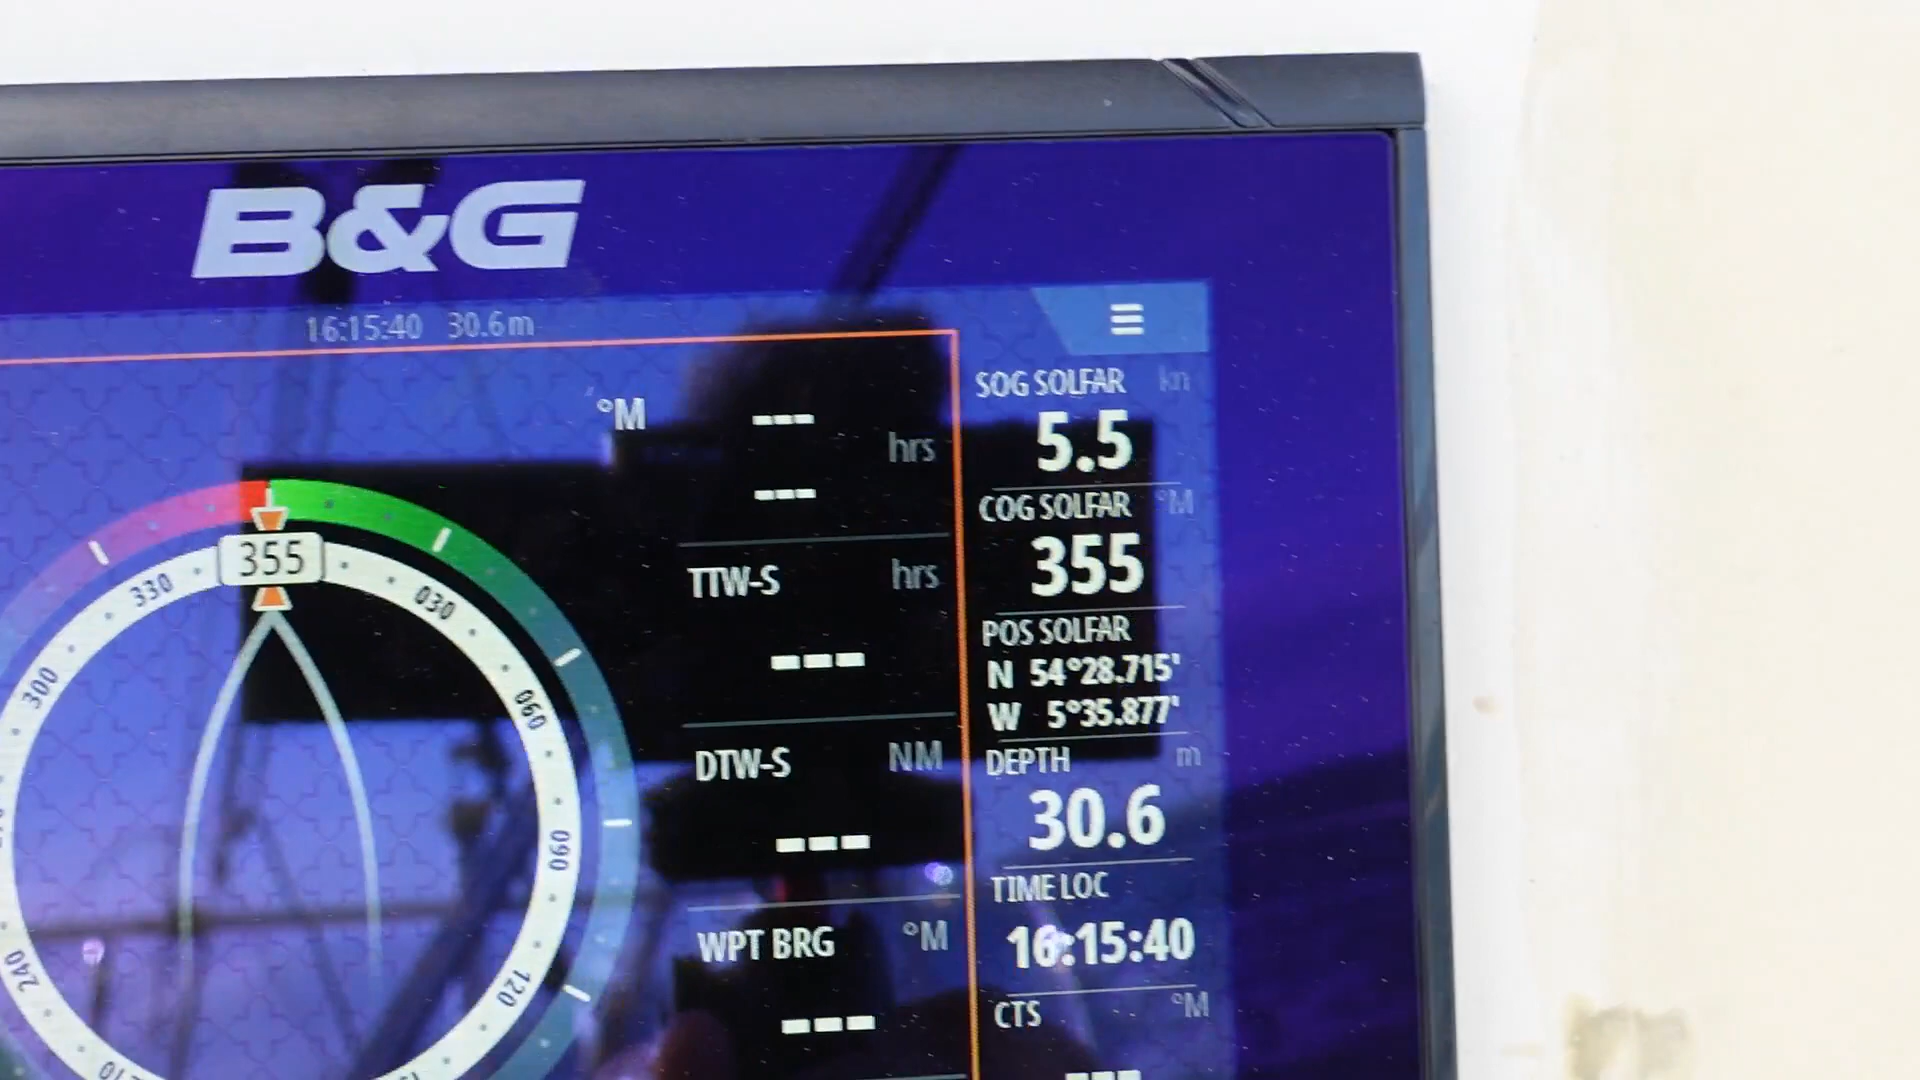 B&G
16:15:40 30.6 m
°M
---
hrs
---
TTW-S hrs
---
DTW-S NM
---
WPT BRG °M
---
SOG SOLFAR kn
5.5
COG SOLFAR °M
355
POS SOLFAR
N 54°28.715'
W 5°35.877'
DEPTH m
30.6
TIME LOC
16:15:40
CTS °M
---
355
330
030
300
060
090
240
120
210